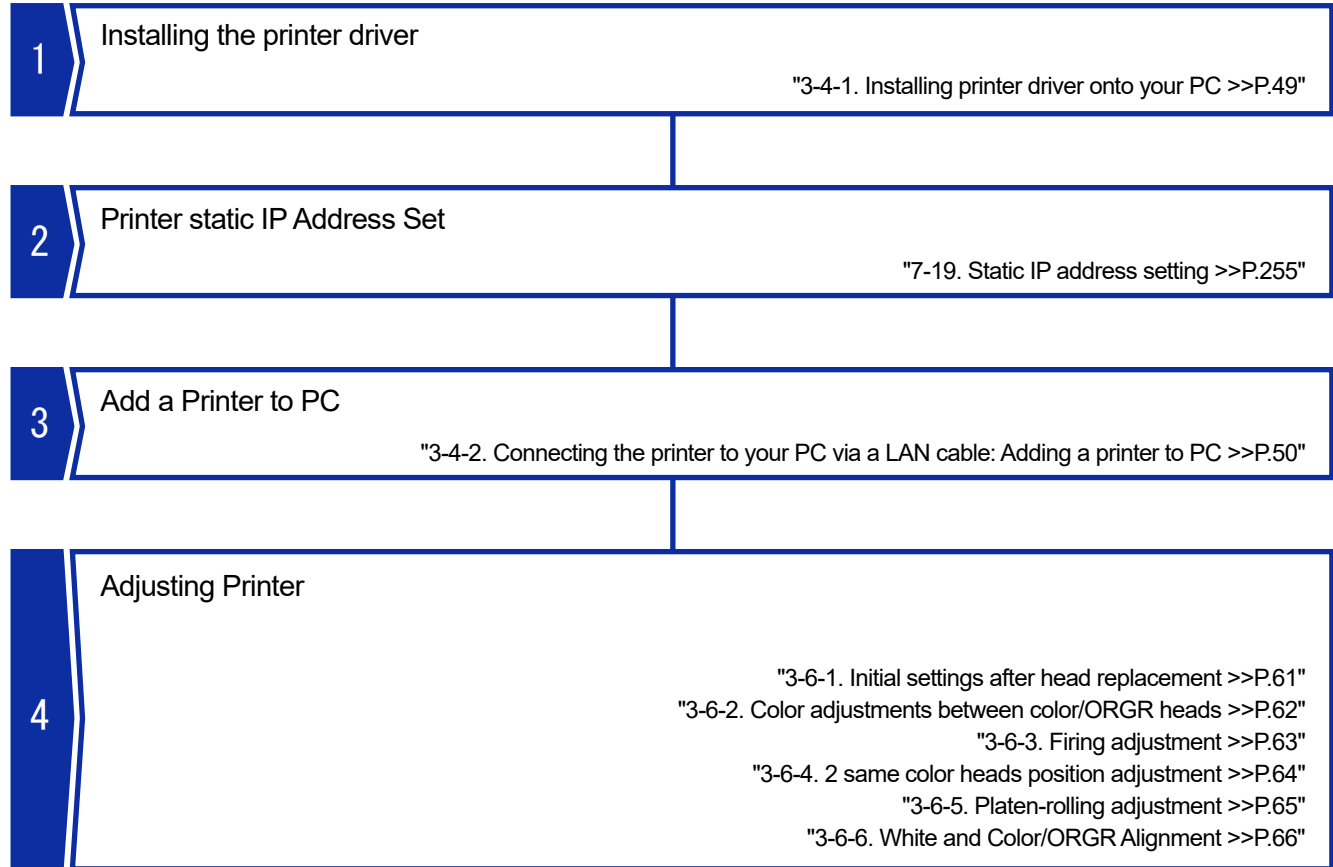 1
Installing the printer driver
"3-4-1. Installing printer driver onto your PC >>P.49"
2
Printer static IP Address Set
"7-19. Static IP address setting >>P.255"
3
Add a Printer to PC
"3-4-2. Connecting the printer to your PC via a LAN cable: Adding a printer to PC >>P.50"
4
Adjusting Printer
"3-6-1. Initial settings after head replacement >>P.61"
"3-6-2. Color adjustments between color/ORGR heads >>P.62"
"3-6-3. Firing adjustment >>P.63"
"3-6-4. 2 same color heads position adjustment >>P.64"
"3-6-5. Platen-rolling adjustment >>P.65"
"3-6-6. White and Color/ORGR Alignment >>P.66"